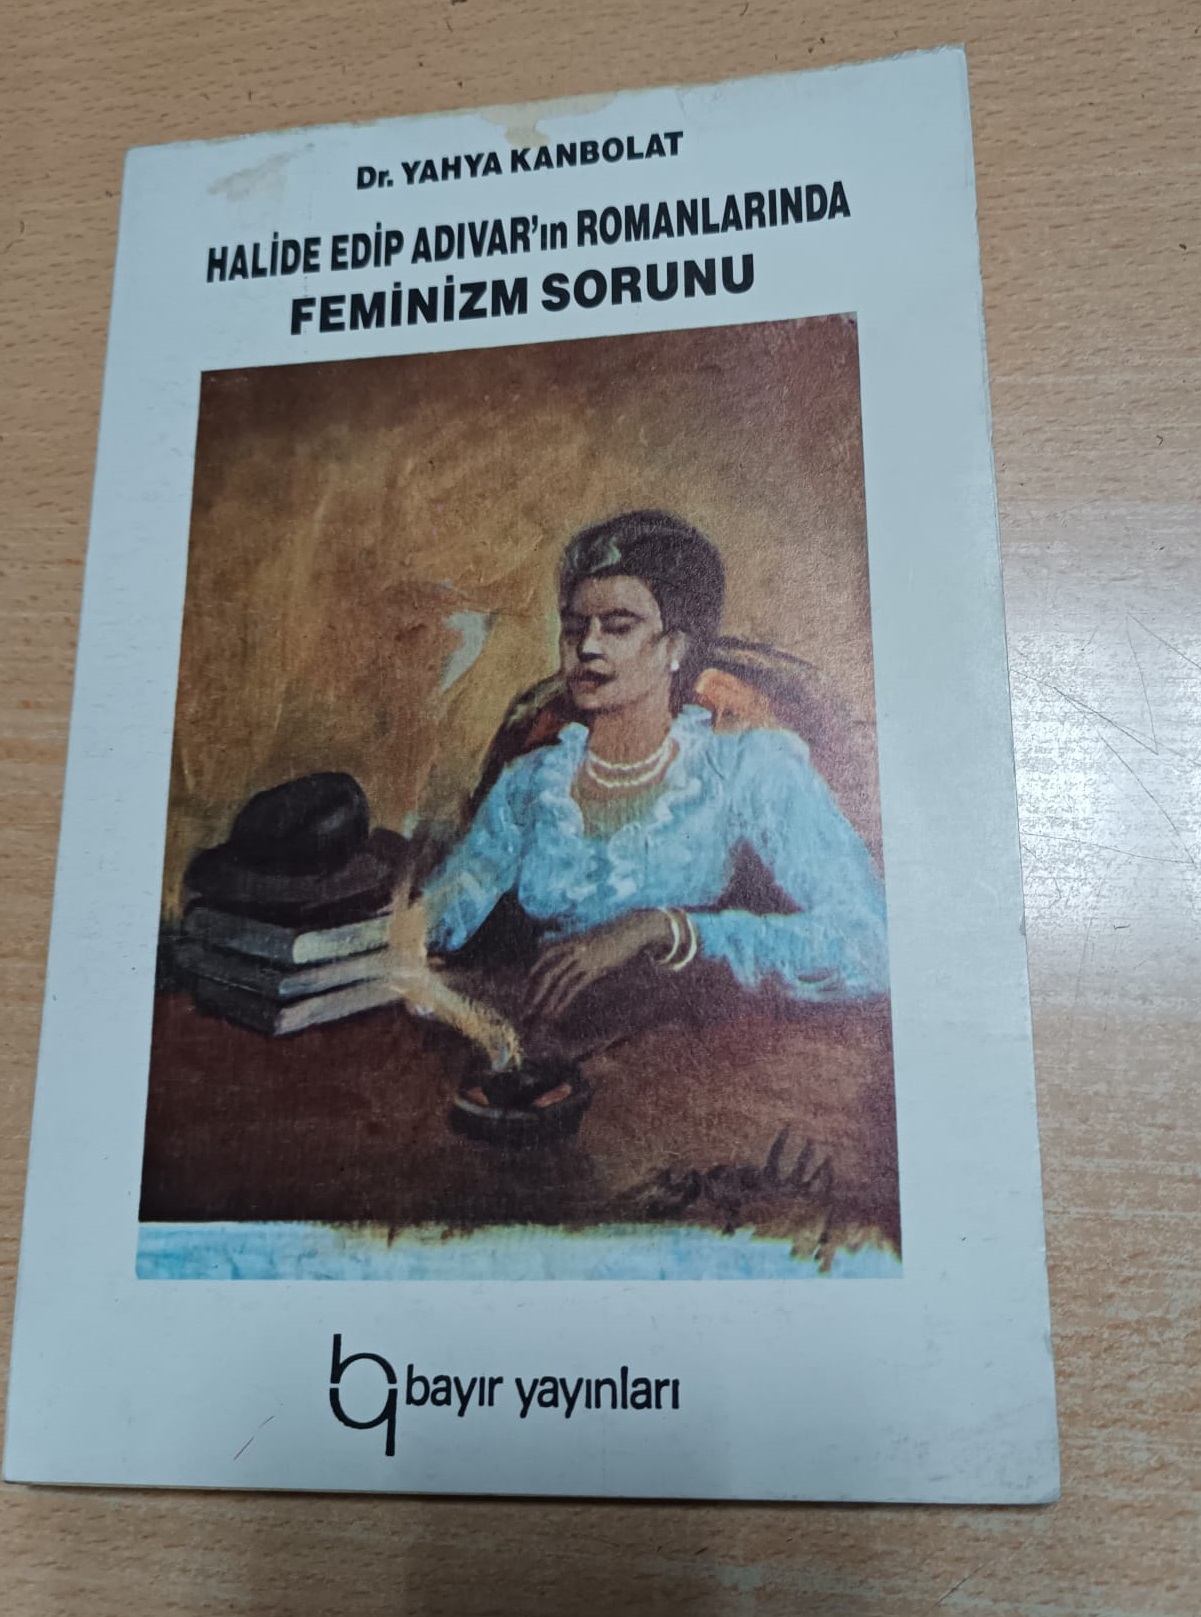 Dr. YAHYA KANBOLAT
HALİDE EDİP ADIVAR'ın ROMANLARINDA
FEMİNİZM SORUNU
bayır yayınları